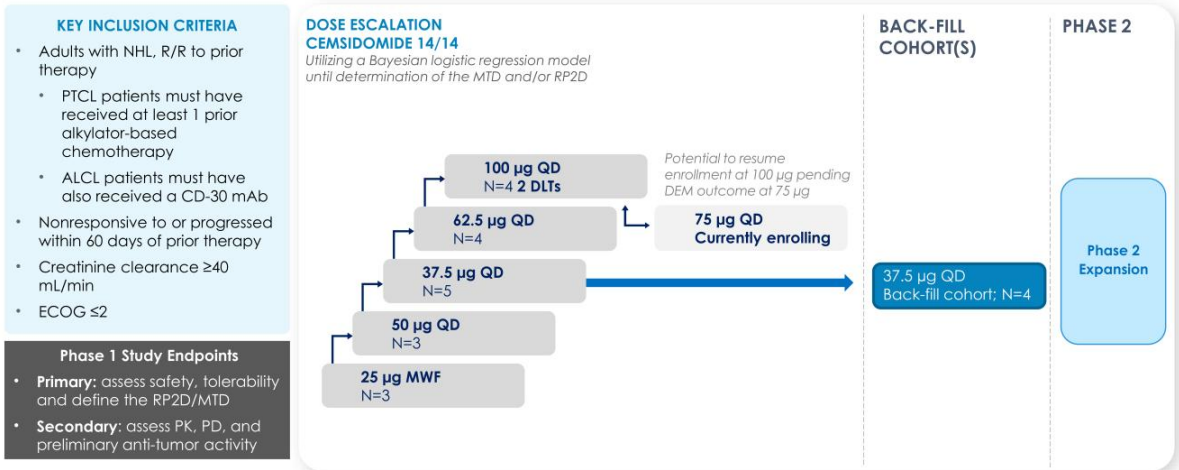 KEY INCLUSION CRITERIA
• Adults with NHL, R/R to prior
therapy
• PTCL patients must have
received at least 1 prior
alkylator-based
chemotherapy
• ALCL patients must have
also received a CD-30 mAb
• Nonresponsive to or progressed
within 60 days of prior therapy
• Creatinine clearance ≥40
mL/min
• ECOG ≤2
Phase 1 Study Endpoints
• Primary: assess safety, tolerability
and define the RP2D/MTD
• Secondary: assess PK, PD, and
preliminary anti-tumor activity
DOSE ESCALATION
CEMSIDOMIDE 14/14
Utilizing a Bayesian logistic regression model
until determination of the MTD and/or RP2D
100 µg QD
N=4 2 DLTs
Potential to resume
enrollment at 100 µg pending
DEM outcome at 75 µg
62.5 µg QD
N=4
75 µg QD
Currently enrolling
37.5 µg QD
N=5
50 µg QD
N=3
25 µg MWF
N=3
BACK-FILL
COHORT(S)
37.5 µg QD
Back-fill cohort; N=4
PHASE 2
Phase 2
Expansion